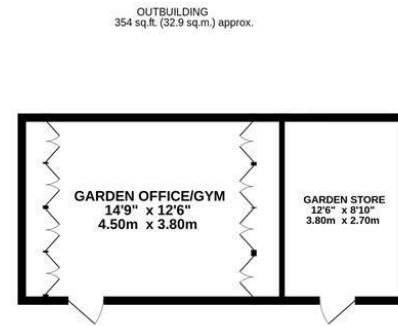 OUTBUILDING
354 sq.ft. (32.9 sq.m.) approx.
GARDEN OFFICE/GYM
14'9" x 12'6"
4.50m x 3.80m
GARDEN STORE
12'6" x 8'10"
3.80m x 2.70m